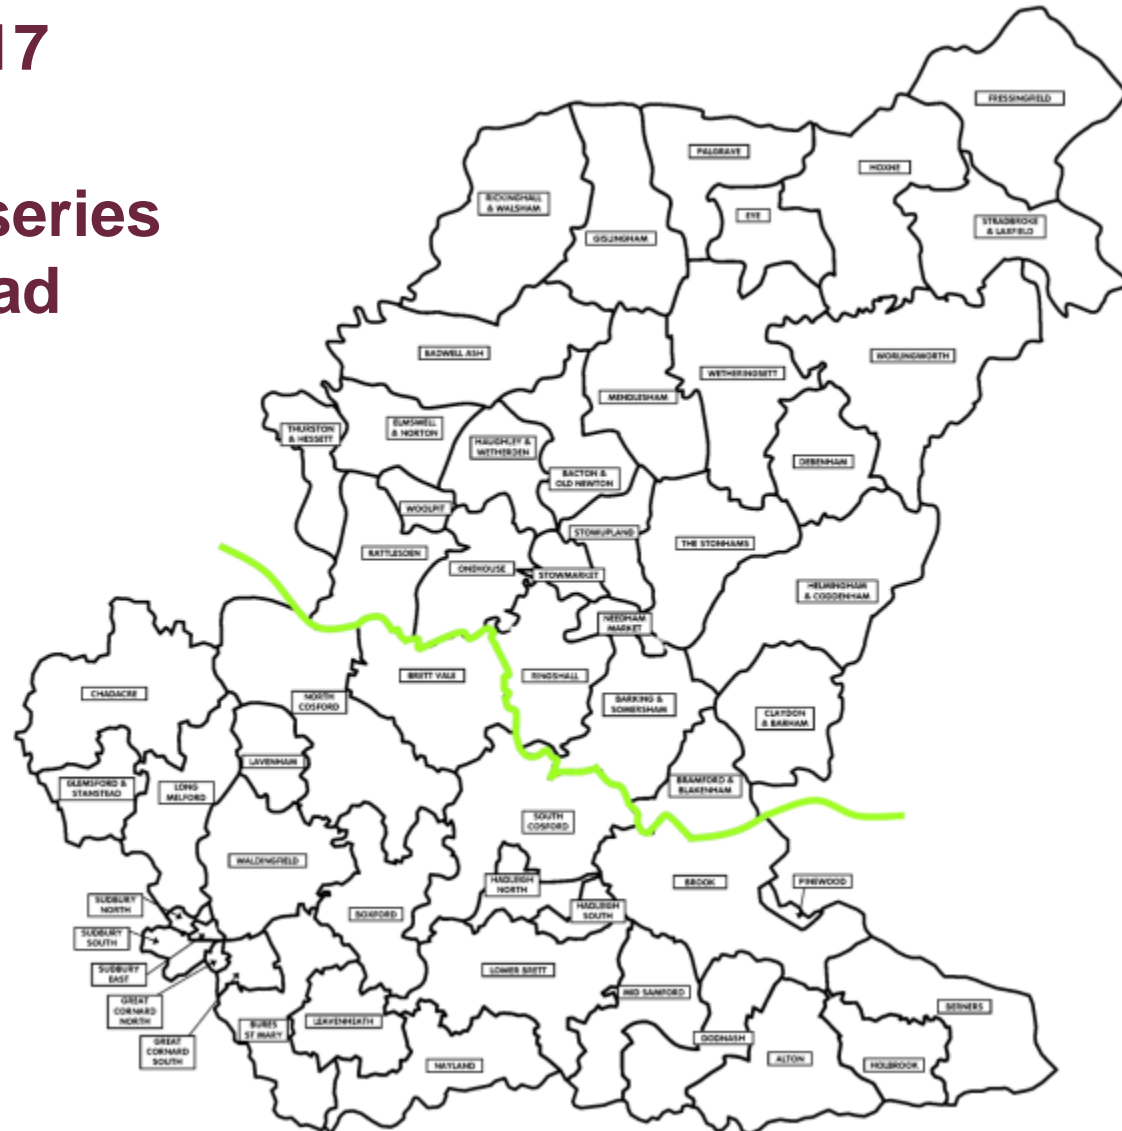 17
series
ad
FRESSINGFIELD
PALGRAVE
HOXNE
RICKINGHALL
& WALSHAM
EYE
STRADBROKE
& LAXFIELD
GISLINGHAM
BADWELL ASH
WORLINGWORTH
WETHERINGSETT
MENDLESHAM
THURSTON
& HESSETT
ELMSWELL
& NORTON
HAUGHLEY &
WETHERDEN
DEBENHAM
BACTON &
OLD NEWTON
WOOLPIT
STOWUPLAND
THE STONHAMS
RATTLESDEN
ONEHOUSE
STOWMARKET
HELMINGHAM
& CODDENHAM
NEEDHAM
MARKET
BRETT VALE
RINGSHALL
CHADACRE
NORTH
COSFORD
BARKING &
SOMERSHAM
CLAYDON
& BARHAM
LAVENHAM
GLEMSFORD &
STANSTEAD
LONG
MELFORD
BRAMFORD &
BLAKENHAM
SOUTH
COSFORD
WALDINGFIELD
HADLEIGH
NORTH
BROOK
PINEWOOD
SUDBURY
NORTH
BOXFORD
HADLEIGH
SOUTH
SUDBURY
SOUTH
SUDBURY
EAST
LOWER BRETT
MID SAMFORD
GREAT
CORNARD
NORTH
BERNERS
BURES
ST MARY
LEAVENHEATH
DODNASH
GREAT
CORNARD
SOUTH
NAYLAND
ALTON
HOLBROOK